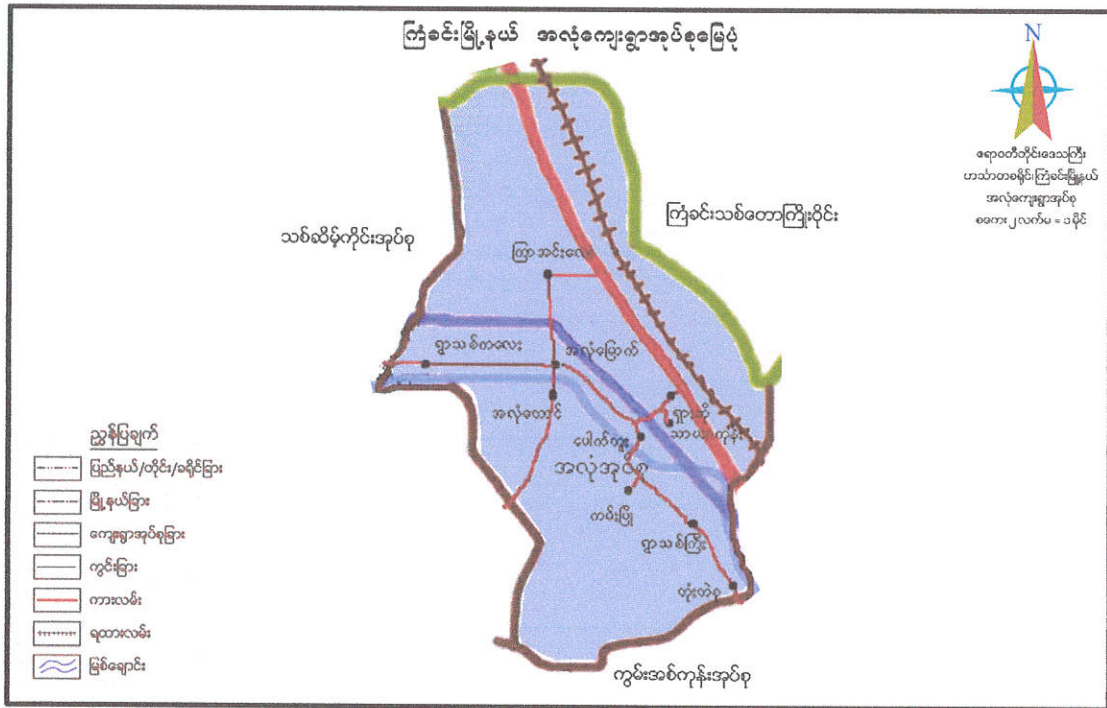 ကြံခင်းမြို့နယ် အလုံကျေးရွာအုပ်စုမြေပုံ
N
ဧရာဝတီတိုင်းဒေသကြီး
ဟင်္သာတခရိုင်၊ကြံခင်းမြို့နယ်
အလုံကျေးရွာအုပ်စု
စကေး၂လက်မ = ၁မိုင်
ကြံခင်းသစ်တောကြိုးဝိုင်း
သစ်ဆိမ့်ကိုင်းအုပ်စု
ကြာအင်းလေး
ရွာသစ်ကလေး
အလုံမြောက်
အလုံတောင်
ရှားဘို
သာယာကုန်း
ပေါက်ဘူး
အလုံအုပ်စု
ကမ်းပြို
ရွာသစ်ကြီး
တုံးတဲစု
ကွမ်းအစ်ကုန်းအုပ်စု
ညွှန်ပြချက်
ပြည်နယ်/တိုင်း/ခရိုင်ခြား
မြို့နယ်ခြား
ကျေးရွာအုပ်စုခြား
ကွင်းခြား
ကားလမ်း
ရထားလမ်း
မြစ်ချောင်း